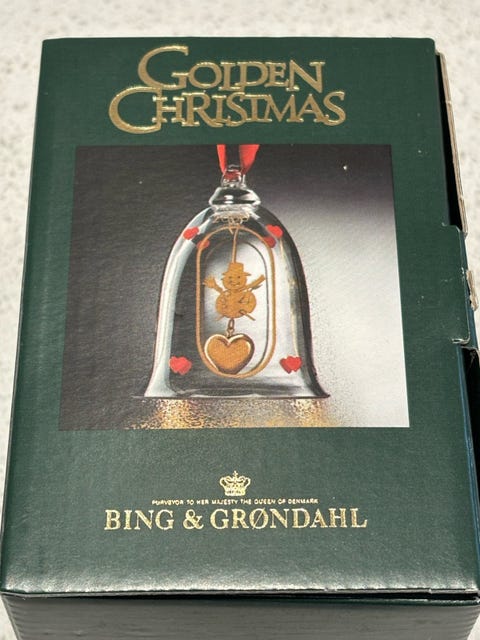 GOLDEN
CHRISTMAS
PURVEYOR TO HER MAJESTY THE QUEEN OF DENMARK
BING & GRØNDAHL